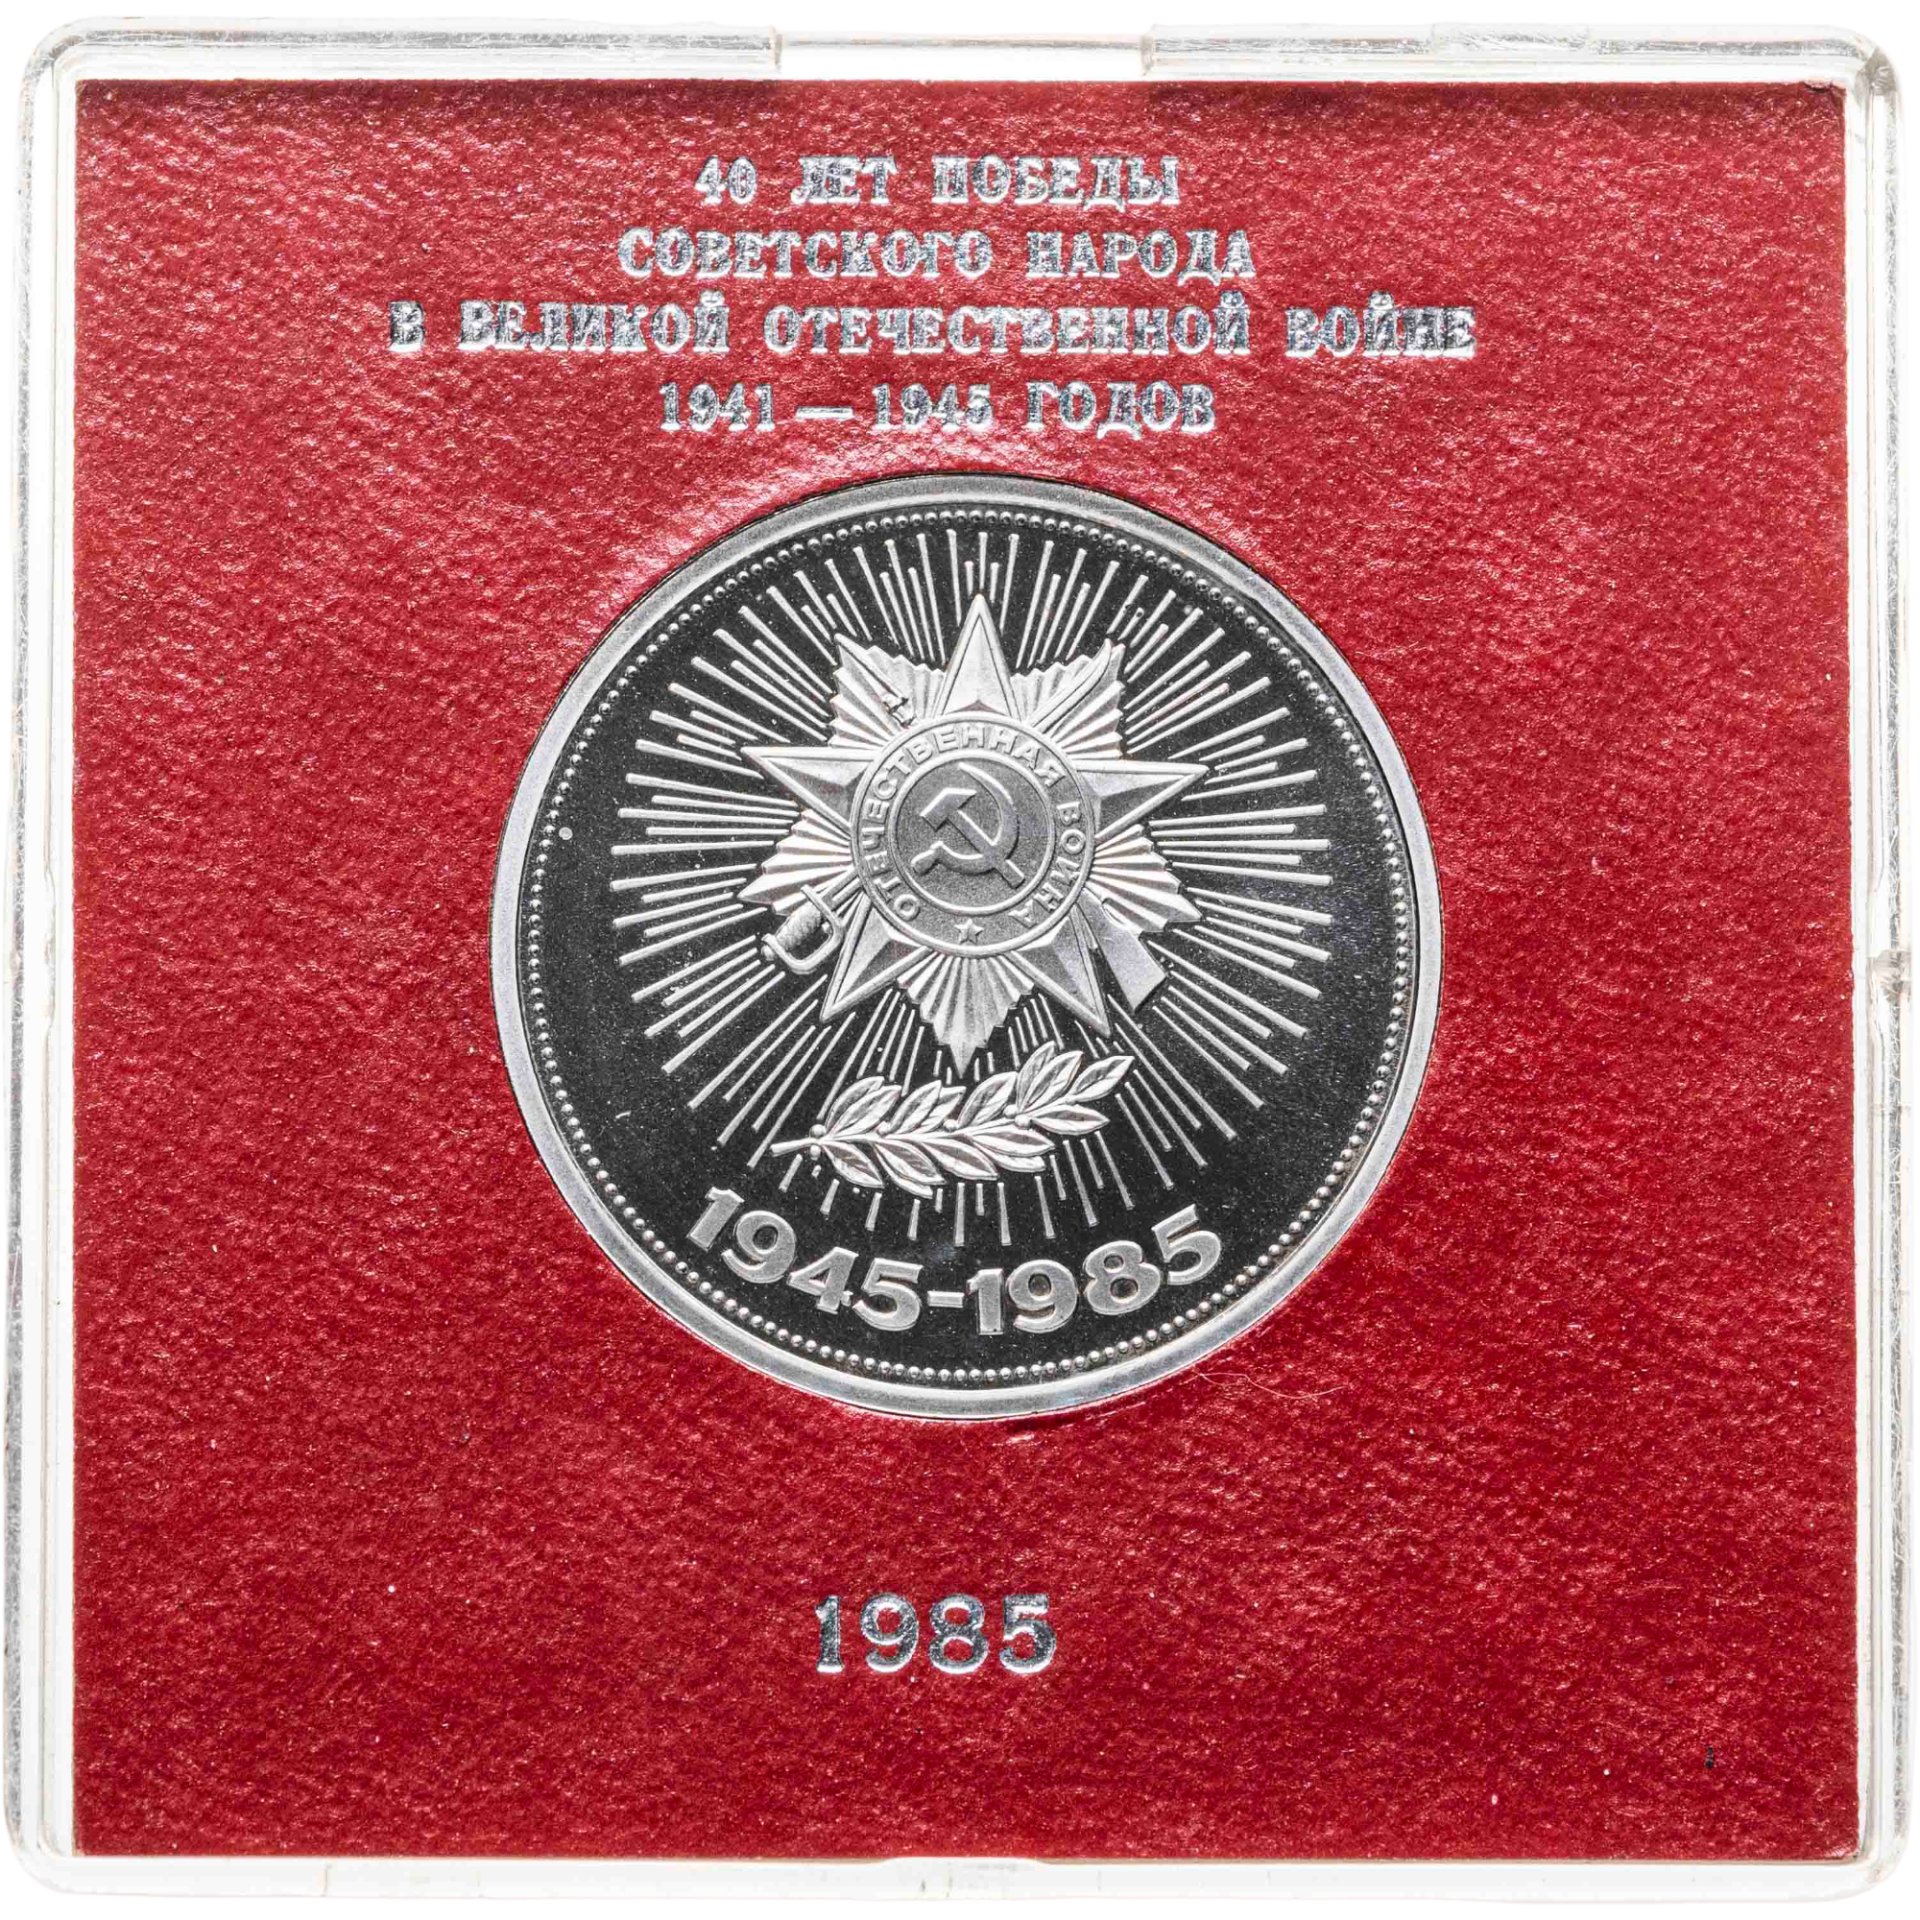 40 ЛЕТ ПОБЕДЫ
СОВЕТСКОГО НАРОДА
В ВЕЛИКОЙ ОТЕЧЕСТВЕННОЙ ВОЙНЕ
1941 — 1945 ГОДОВ
ОТЕЧЕСТВЕННАЯ ВОЙНА
1945-1985
1985